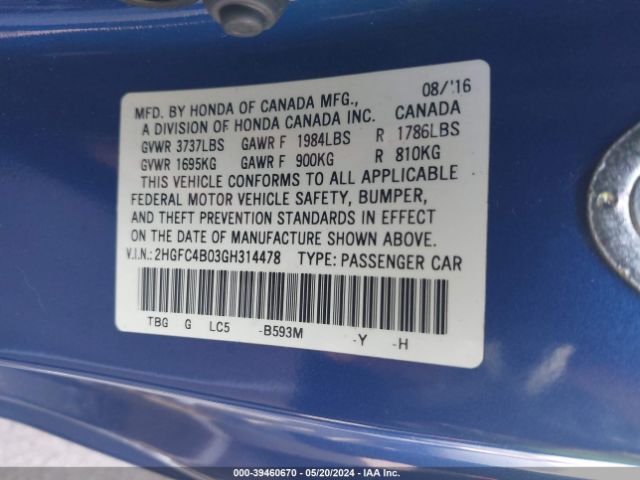 08/'16
MFD. BY HONDA OF CANADA MFG., CANADA
A DIVISION OF HONDA CANADA INC.
GVWR 3737LBS GAWR F 1984LBS R 1786LBS
GVWR 1695KG GAWR F 900KG R 810KG
THIS VEHICLE CONFORMS TO ALL APPLICABLE
FEDERAL MOTOR VEHICLE SAFETY, BUMPER,
AND THEFT PREVENTION STANDARDS IN EFFECT
ON THE DATE OF MANUFACTURE SHOWN ABOVE.
V.I.N.: 2HGFC4B03GH314478 TYPE: PASSENGER CAR
TBG G LC5 -B593M -Y -H
000-39460670 - 05/20/2024 - IAA Inc.